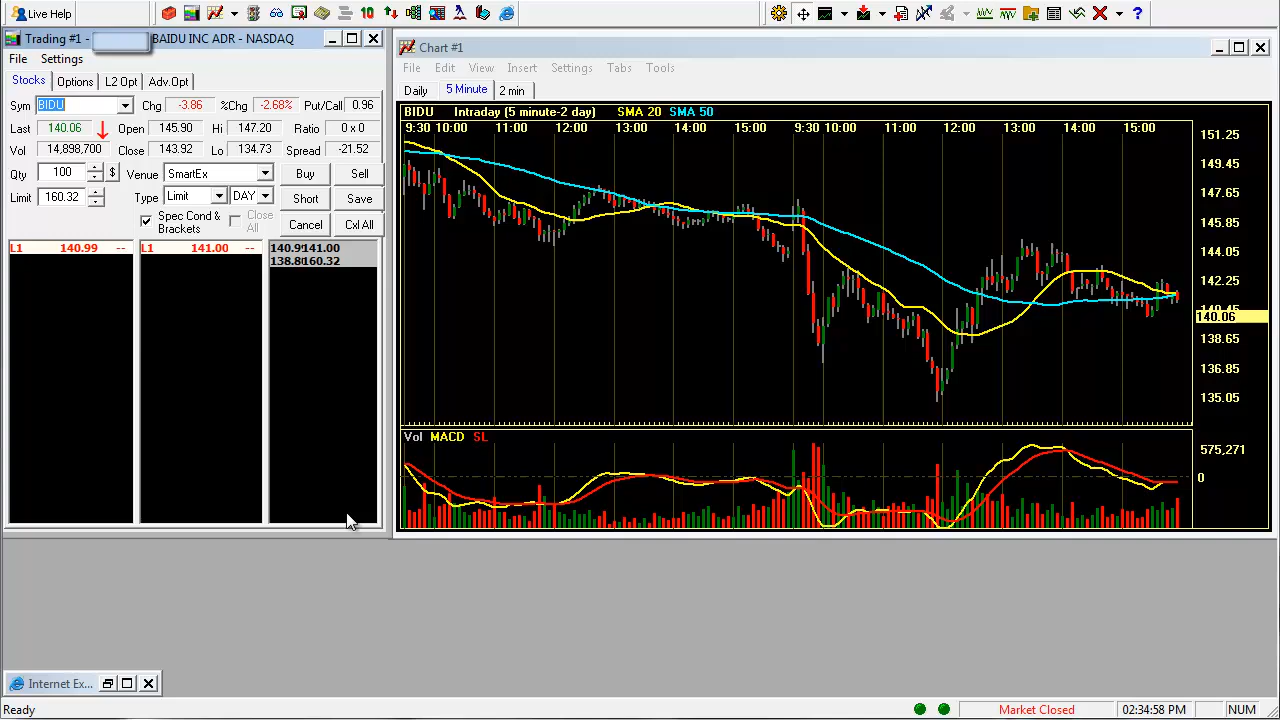 Live Help
10
?
Trading #1 -
BAIDU INC ADR - NASDAQ
File Settings
Stocks Options L2 Opt Adv.Opt
Sym BIDU Chg -3.86 %Chg -2.68% Put/Call 0.96
Last 140.06 Open 145.90 Hi 147.20 Ratio 0 x 0
Vol 14,898,700 Close 143.92 Lo 134.73 Spread -21.52
Qty 100 $ Venue SmartEx Buy Sell
Limit 160.32 Type Limit DAY Short Save
Spec Cond & Brackets Close All Cancel Cxl All
L1 140.99 -- L1 141.00 -- 140.99 141.00
160.32
Chart #1
File Edit View Insert Settings Tabs Tools
Daily 5 Minute 2 min
BIDU Intraday (5 minute-2 day) SMA 20 SMA 50
9:30 10:00 11:00 12:00 13:00 14:00 15:00 9:30 10:00 11:00 12:00 13:00 14:00 15:00
151.25
149.45
147.65
145.85
144.05
142.25
140.06
138.65
136.85
135.05
Vol MACD SL
575,271
0
Internet Ex...
Ready Market Closed 02:34:58 PM NUM